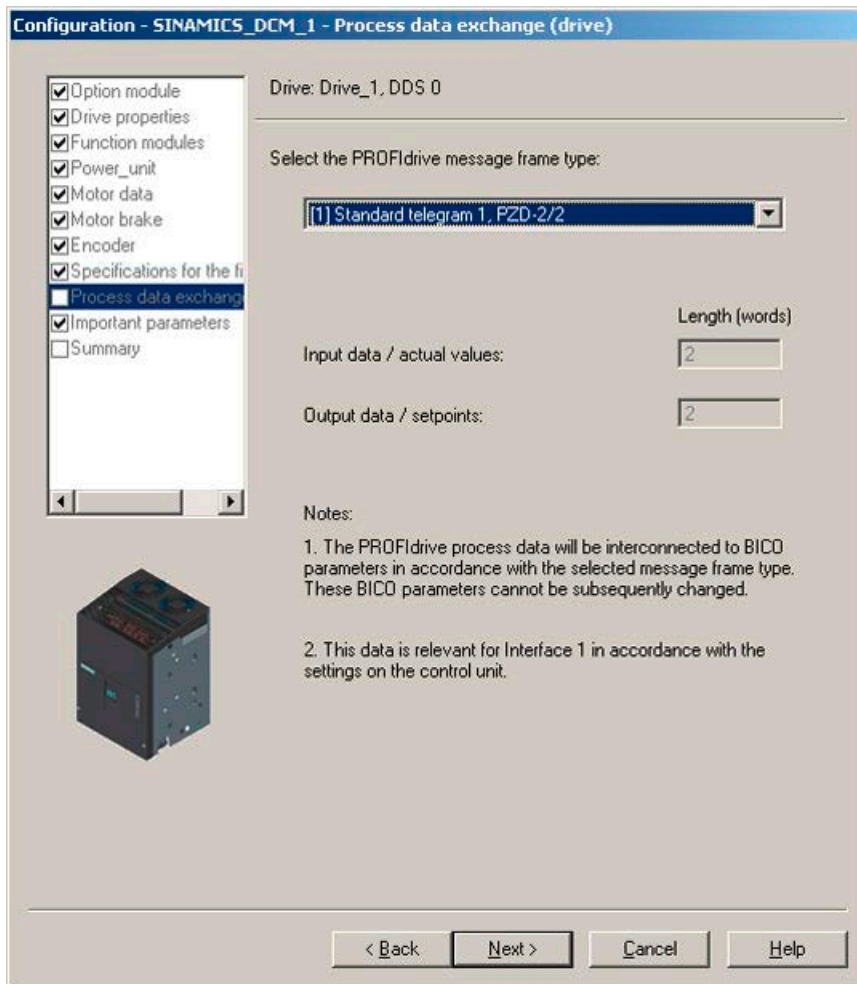 Configuration - SINAMICS_DCM_1 - Process data exchange (drive)
Option module
Drive properties
Function modules
Power_unit
Motor data
Motor brake
Encoder
Specifications for the fi
Process data exchang
Important parameters
Summary
Drive: Drive_1, DDS 0
Select the PROFIdrive message frame type:
[1] Standard telegram 1, PZD-2/2
Length (words)
Input data / actual values:
2
Output data / setpoints:
2
Notes:
1. The PROFIdrive process data will be interconnected to BICO
parameters in accordance with the selected message frame type.
These BICO parameters cannot be subsequently changed.
2. This data is relevant for Interface 1 in accordance with the
settings on the control unit.
< Back
Next >
Cancel
Help